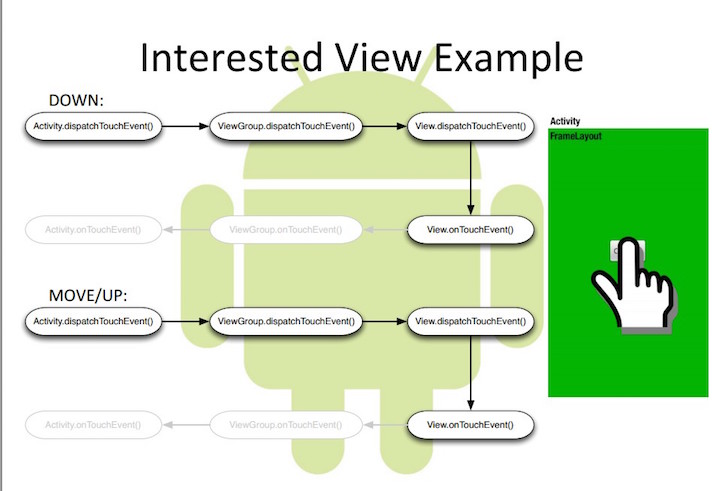 Interested View Example
DOWN:
Activity.dispatchTouchEvent()
ViewGroup.dispatchTouchEvent()
View.dispatchTouchEvent()
Activity
FrameLayout
Activity.onTouchEvent()
ViewGroup.onTouchEvent()
View.onTouchEvent()
MOVE/UP:
Activity.dispatchTouchEvent()
ViewGroup.dispatchTouchEvent()
View.dispatchTouchEvent()
Activity.onTouchEvent()
ViewGroup.onTouchEvent()
View.onTouchEvent()